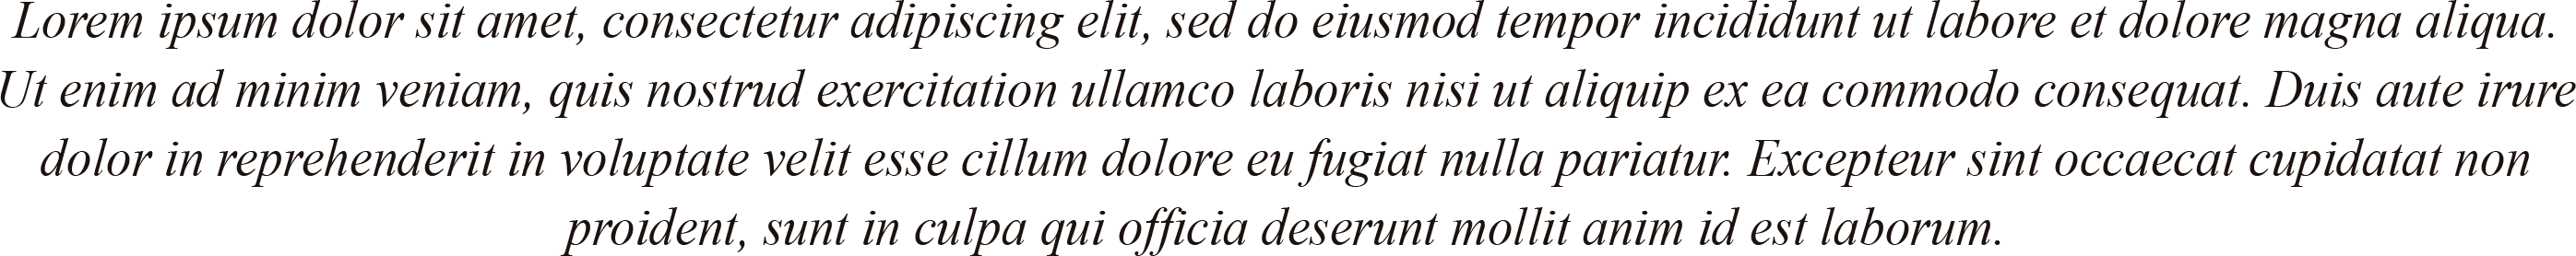 Lorem ipsum dolor sit amet, consectetur adipiscing elit, sed do eiusmod tempor incididunt ut labore et dolore magna aliqua.
Ut enim ad minim veniam, quis nostrud exercitation ullamco laboris nisi ut aliquip ex ea commodo consequat. Duis aute irure
dolor in reprehenderit in voluptate velit esse cillum dolore eu fugiat nulla pariatur. Excepteur sint occaecat cupidatat non
proident, sunt in culpa qui officia deserunt mollit anim id est laborum.